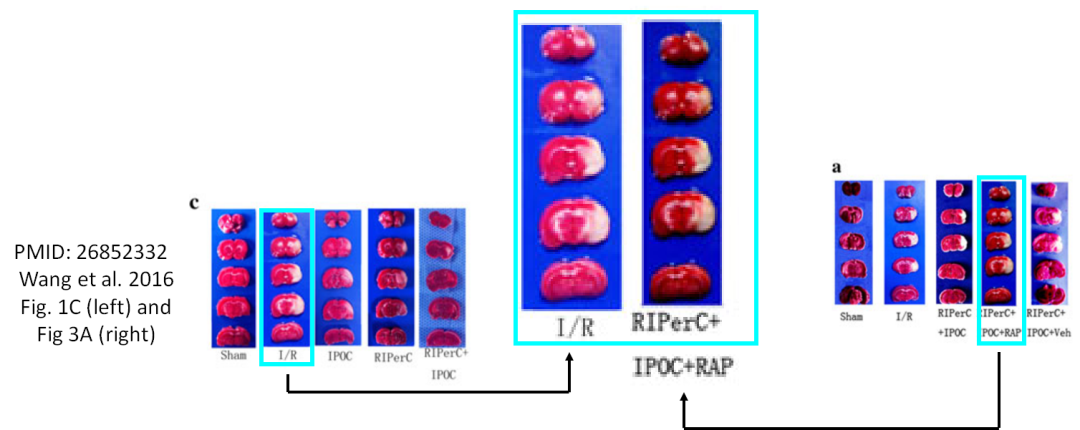 PMID: 26852332
Wang et al. 2016
Fig. 1C (left) and
Fig 3A (right)
c
Sham
I/R
IPOC
RIPerC
RIPerC+
IPOC
I/R
RIPerC+
IPOC+RAP
a
Sham
I/R
RIPerC
+IPOC
RIPerC+
IPOC+RAP
RIPerC+
IPOC+Veh